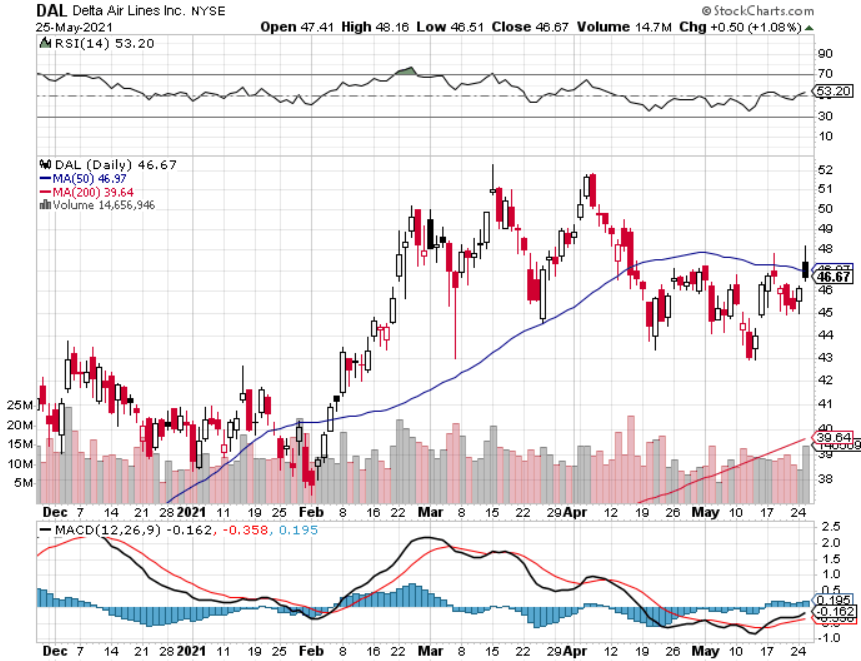 DAL Delta Air Lines Inc. NYSE © StockCharts.com
25-May-2021 Open 47.41 High 48.16 Low 46.51 Close 46.67 Volume 14.7M Chg +0.50 (+1.08%)
RSI(14) 53.20
90
70
53.20
30
10
DAL (Daily) 46.67
MA(50) 46.97
MA(200) 39.64
Volume 14,656,946
52
51
50
49
48
46.67
46
45
44
43
42
25M 41
20M 40
15M 39.64
39
10M
38
5M
Dec 7 14 21 28 2021 11 19 25 Feb 8 16 22 Mar 8 15 22 29 Apr 12 19 26 May 10 17 24
MACD(12,26,9) -0.162, -0.358, 0.195
2.5
2.0
1.5
1.0
0.5
0.195
-0.162
-1.0
Dec 7 14 21 28 2021 11 19 25 Feb 8 16 22 Mar 8 15 22 29 Apr 12 19 26 May 10 17 24